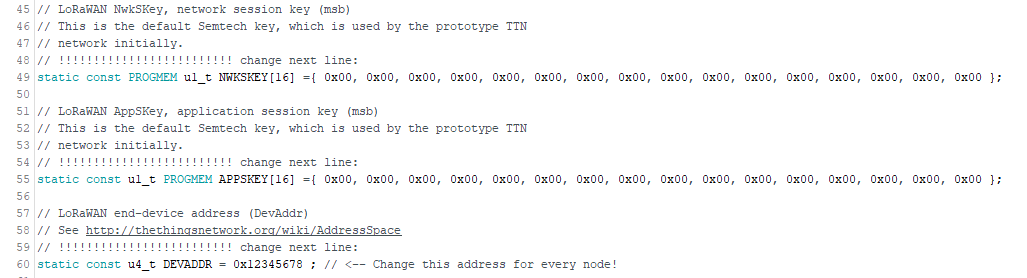 45 // LoRaWAN NwkSKey, network session key (msb)
46 // This is the default Semtech key, which is used by the prototype TTN
47 // network initially.
48 // !!!!!!!!!!!!!!!!!!!!!!!!! change next line:
49 static const PROGMEM u1_t NWKSKEY[16] ={ 0x00, 0x00, 0x00, 0x00, 0x00, 0x00, 0x00, 0x00, 0x00, 0x00, 0x00, 0x00, 0x00, 0x00, 0x00, 0x00 };
50
51 // LoRaWAN AppSKey, application session key (msb)
52 // This is the default Semtech key, which is used by the prototype TTN
53 // network initially.
54 // !!!!!!!!!!!!!!!!!!!!!!!!! change next line:
55 static const u1_t PROGMEM APPSKEY[16] ={ 0x00, 0x00, 0x00, 0x00, 0x00, 0x00, 0x00, 0x00, 0x00, 0x00, 0x00, 0x00, 0x00, 0x00, 0x00, 0x00 };
56
57 // LoRaWAN end-device address (DevAddr)
58 // See http://thethingsnetwork.org/wiki/AddressSpace
59 // !!!!!!!!!!!!!!!!!!!!!!!!! change next line:
60 static const u4_t DEVADDR = 0x12345678 ; // <-- Change this address for every node!